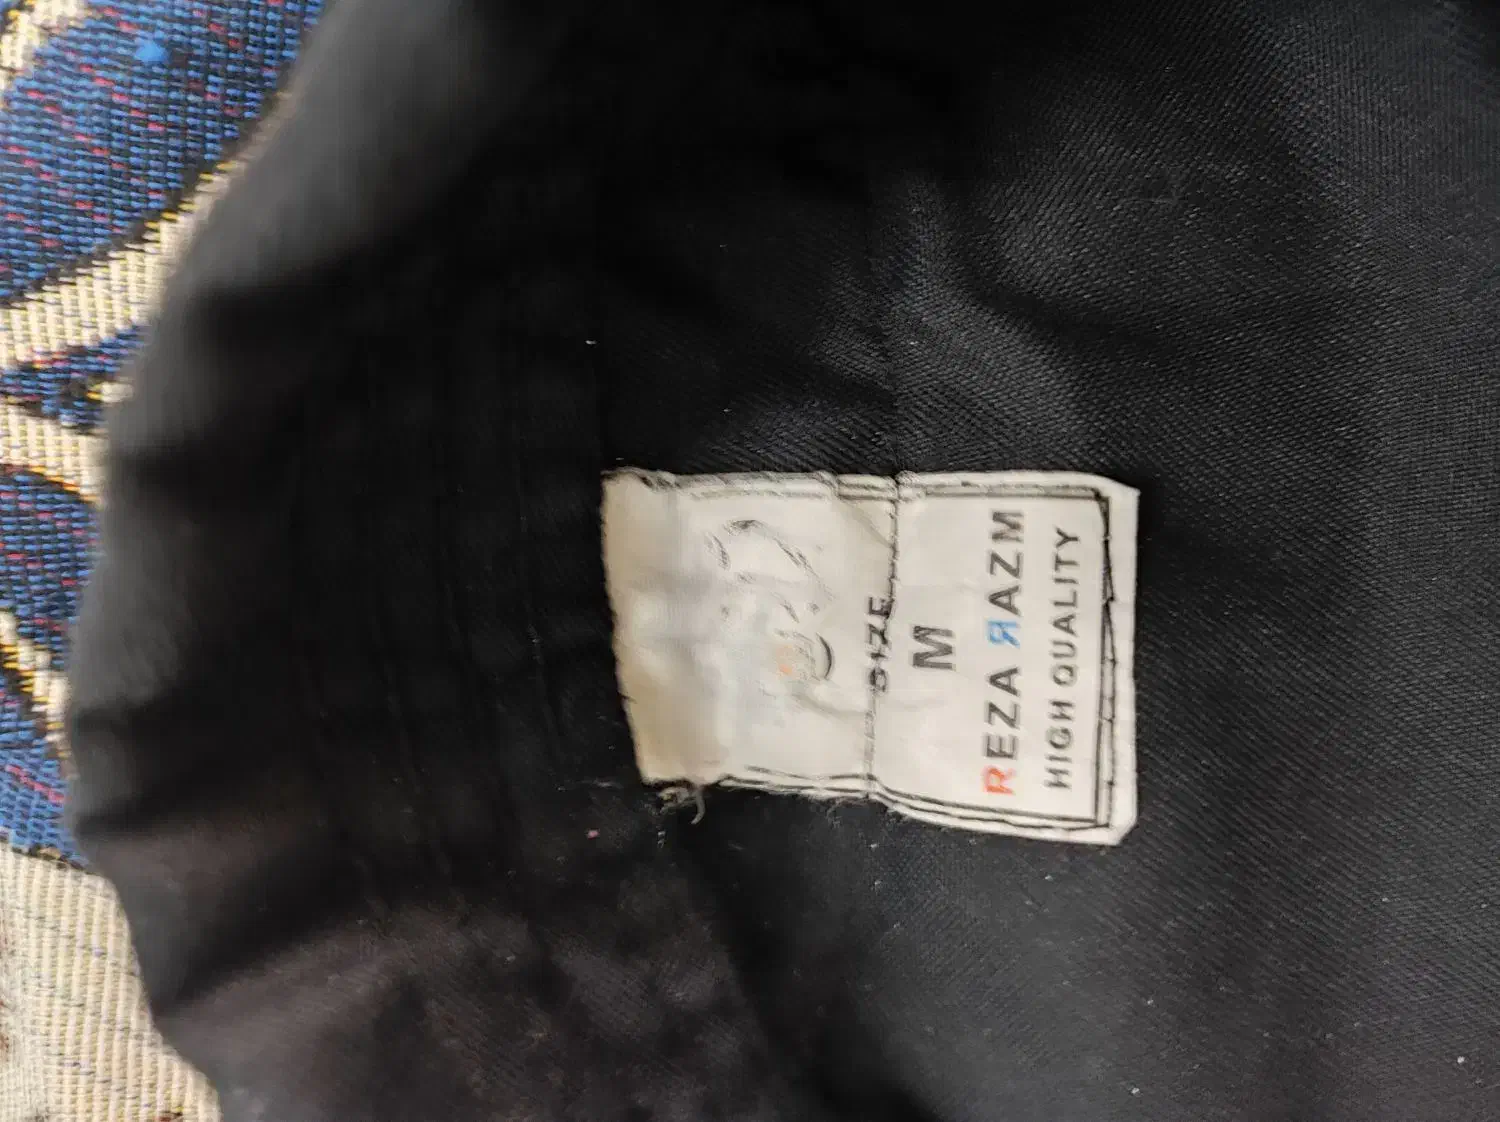 SIZE
M
REZA ЯAZM
HIGH QUALITY